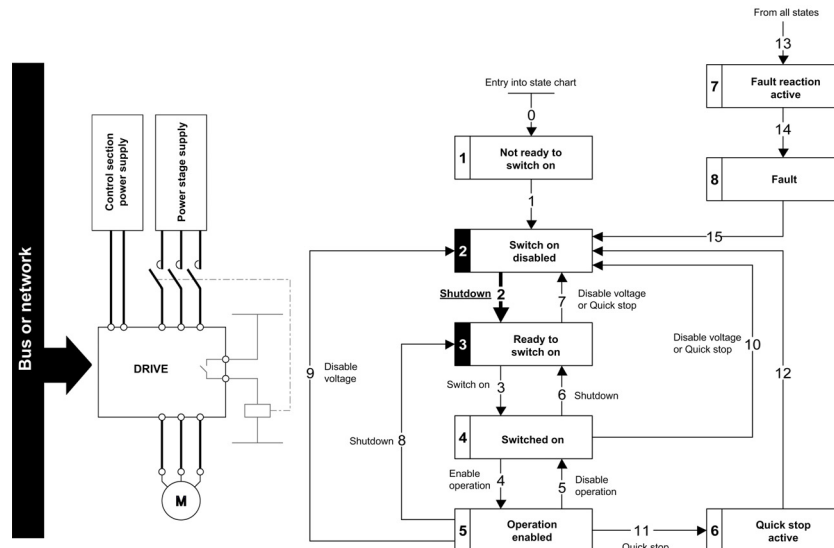 From all states
13
7
Fault reaction
active
14
8
Fault
15
Entry into state chart
0
1
Not ready to
switch on
1
2
Switch on
disabled
Shutdown 2
7
Disable voltage
or Quick stop
3
Ready to
switch on
Switch on
3
6
Shutdown
4
Switched on
Enable
operation
4
5
Disable
operation
5
Operation
enabled
11
Quick stop
6
Quick stop
active
9
Disable
voltage
Shutdown
8
Disable voltage
or Quick stop
10
12
Bus or network
Control section
power supply
Power stage supply
DRIVE
M